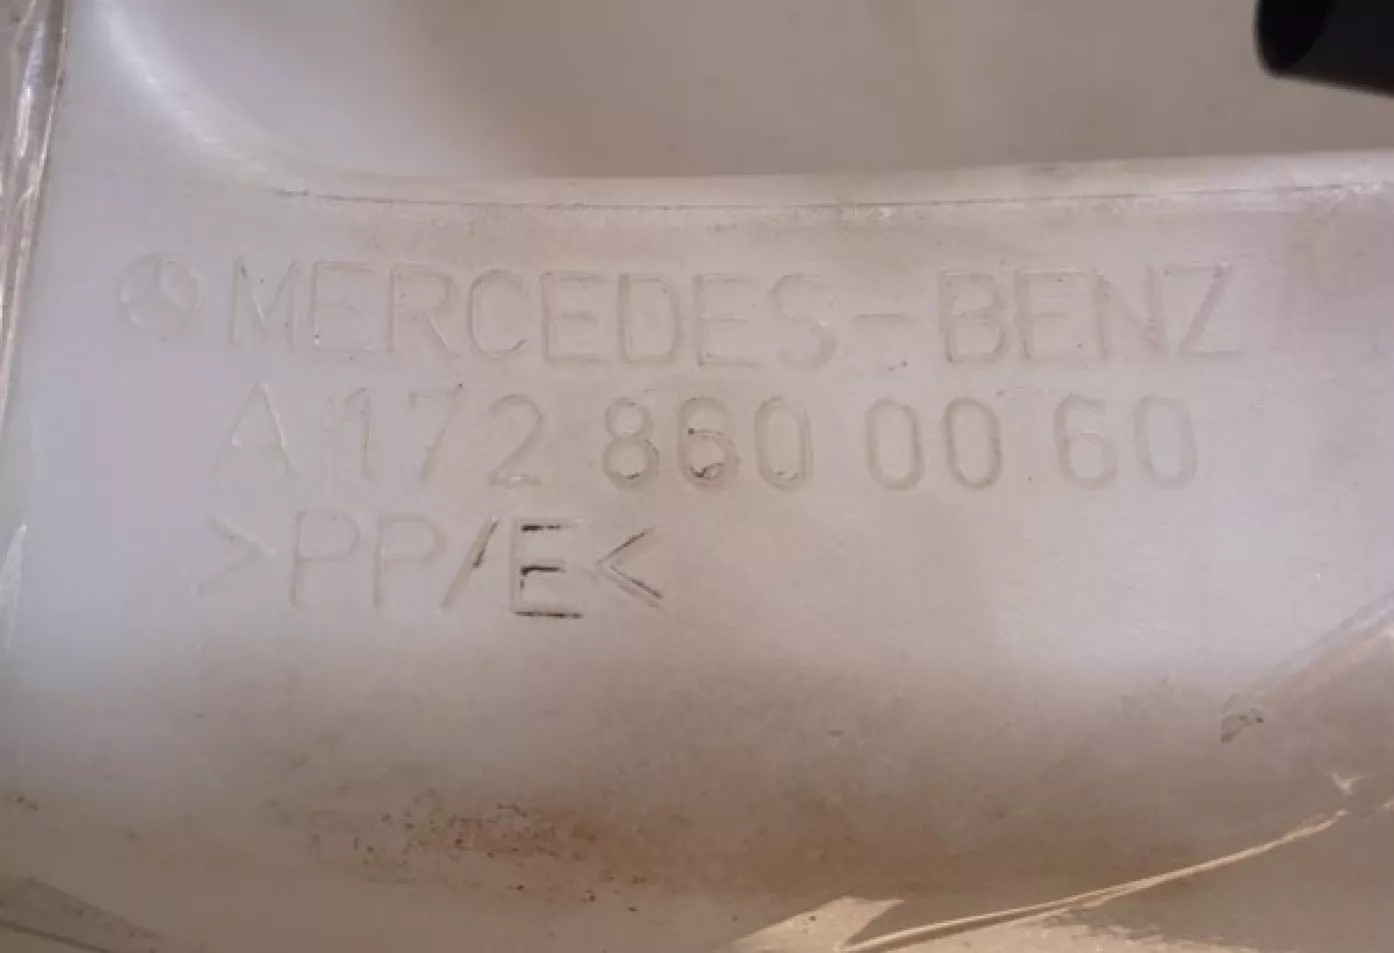 MERCEDES-BENZ
A 172 860 00 60
>PP/E<